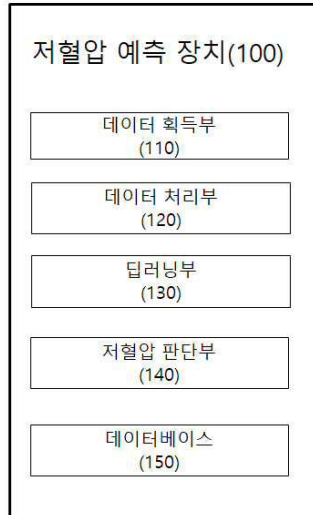 저혈압 예측 장치(100)
데이터 획득부
(110)
데이터 처리부
(120)
딥러닝부
(130)
저혈압 판단부
(140)
데이터베이스
(150)